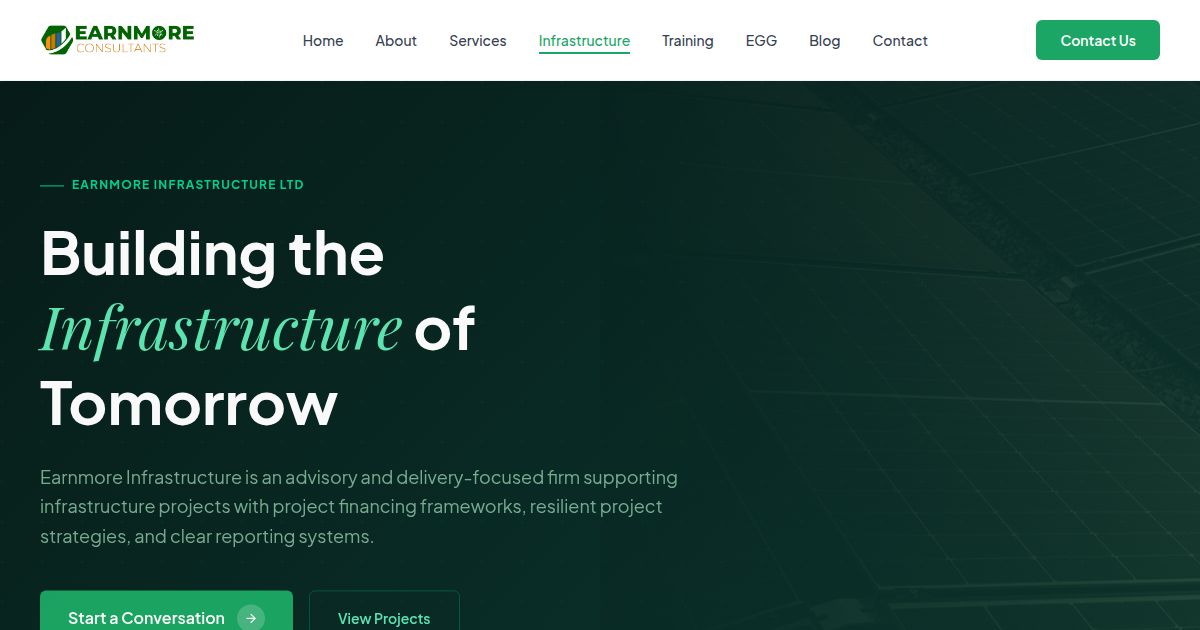 EARNMORE
CONSULTANTS
Home
About
Services
Infrastructure
Training
EGG
Blog
Contact
Contact Us
EARNMORE INFRASTRUCTURE LTD
Building the
Infrastructure of
Tomorrow
Earnmore Infrastructure is an advisory and delivery-focused firm supporting
infrastructure projects with project financing frameworks, resilient project
strategies, and clear reporting systems.
Start a Conversation
View Projects